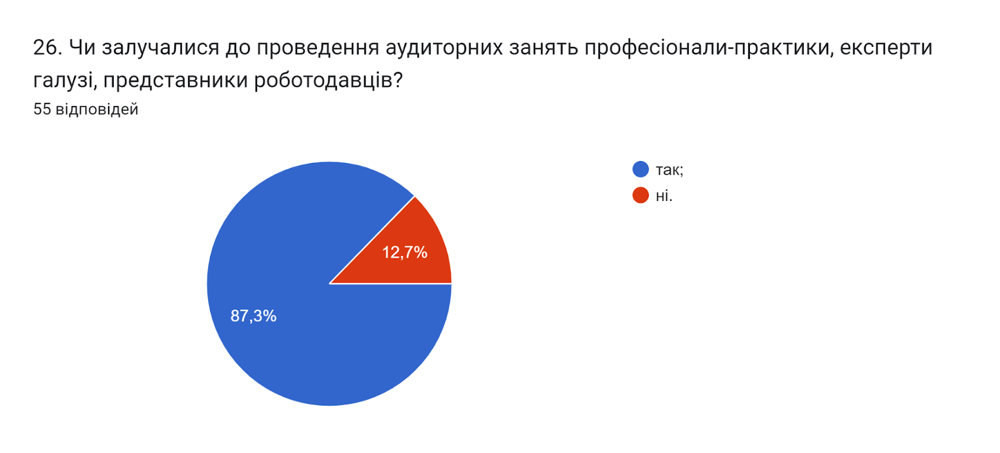 26. Чи залучалися до проведення аудиторних занять професіонали-практики, експерти
галузі, представники роботодавців?
55 відповідей
так;
ні.
12,7%
87,3%